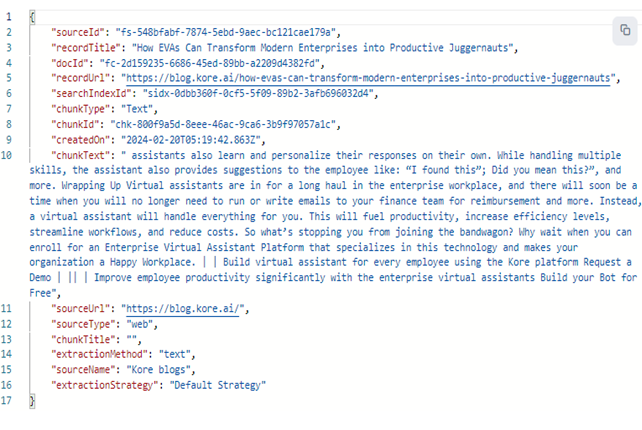 1 {
2 "sourceId": "fs-548bfabf-7874-5ebd-9aec-bc121cae179a",
3 "recordTitle": "How EVAs Can Transform Modern Enterprises into Productive Juggernauts",
4 "docId": "fc-2d159235-6686-45ed-89bb-a2209d4382fd",
5 "recordUrl": "https://blog.kore.ai/how-evas-can-transform-modern-enterprises-into-productive-juggernauts",
6 "searchIndexId": "sidx-0dbb360f-0cf5-5f09-89b2-3afb696032d4",
7 "chunkType": "Text",
8 "chunkId": "chk-800f9a5d-8eee-46ac-9ca6-3b9f97057a1c",
9 "createdOn": "2024-02-20T05:19:42.863Z",
10 "chunkText": " assistants also learn and personalize their responses on their own. While handling multiple
skills, the assistant also provides suggestions to the employee like: “I found this”; Did you mean this?”, and
more. Wrapping Up Virtual assistants are in for a long haul in the enterprise workplace, and there will soon be a
time when you will no longer need to run or write emails to your finance team for reimbursement and more. Instead,
a virtual assistant will handle everything for you. This will fuel productivity, increase efficiency levels,
streamline workflows, and reduce costs. So what’s stopping you from joining the bandwagon? Why wait when you can
enroll for an Enterprise Virtual Assistant Platform that specializes in this technology and makes your
organization a Happy Workplace. | | Build virtual assistant for every employee using the Kore platform Request a
Demo | || | Improve employee productivity significantly with the enterprise virtual assistants Build your Bot for
Free",
11 "sourceUrl": "https://blog.kore.ai/",
12 "sourceType": "web",
13 "chunkTitle": "",
14 "extractionMethod": "text",
15 "sourceName": "Kore blogs",
16 "extractionStrategy": "Default Strategy"
17 }